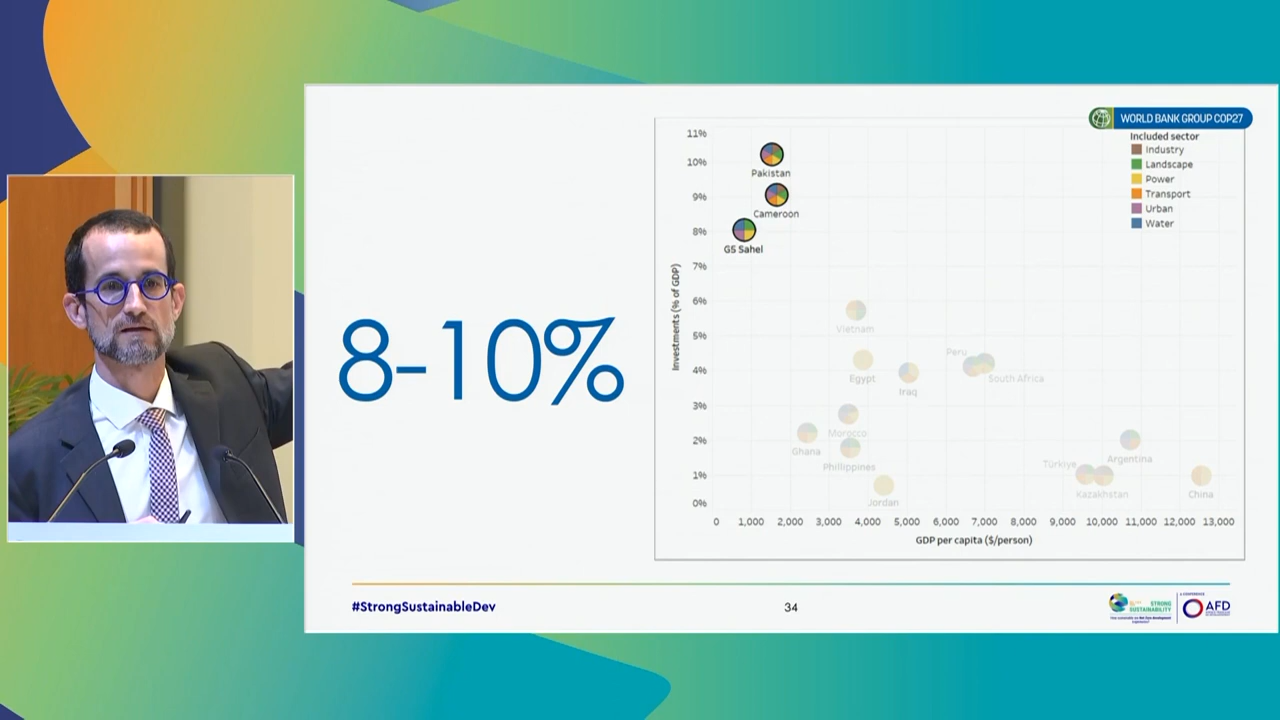 WORLD BANK GROUP COP27
8-10%
Included sector
Industry
Landscape
Power
Transport
Urban
Water
Investments (% of GDP)
11%
10%
9%
8%
7%
6%
5%
4%
3%
2%
1%
0%
Pakistan
Cameroon
G5 Sahel
Vietnam
Egypt
Iraq
Peru
South Africa
Morocco
Ghana
Phillippines
Jordan
Türkiye
Kazakhstan
Argentina
China
0 1,000 2,000 3,000 4,000 5,000 6,000 7,000 8,000 9,000 10,000 11,000 12,000 13,000
GDP per capita ($/person)
#StrongSustainableDev
34
STRONG
SUSTAINABILITY
AFD